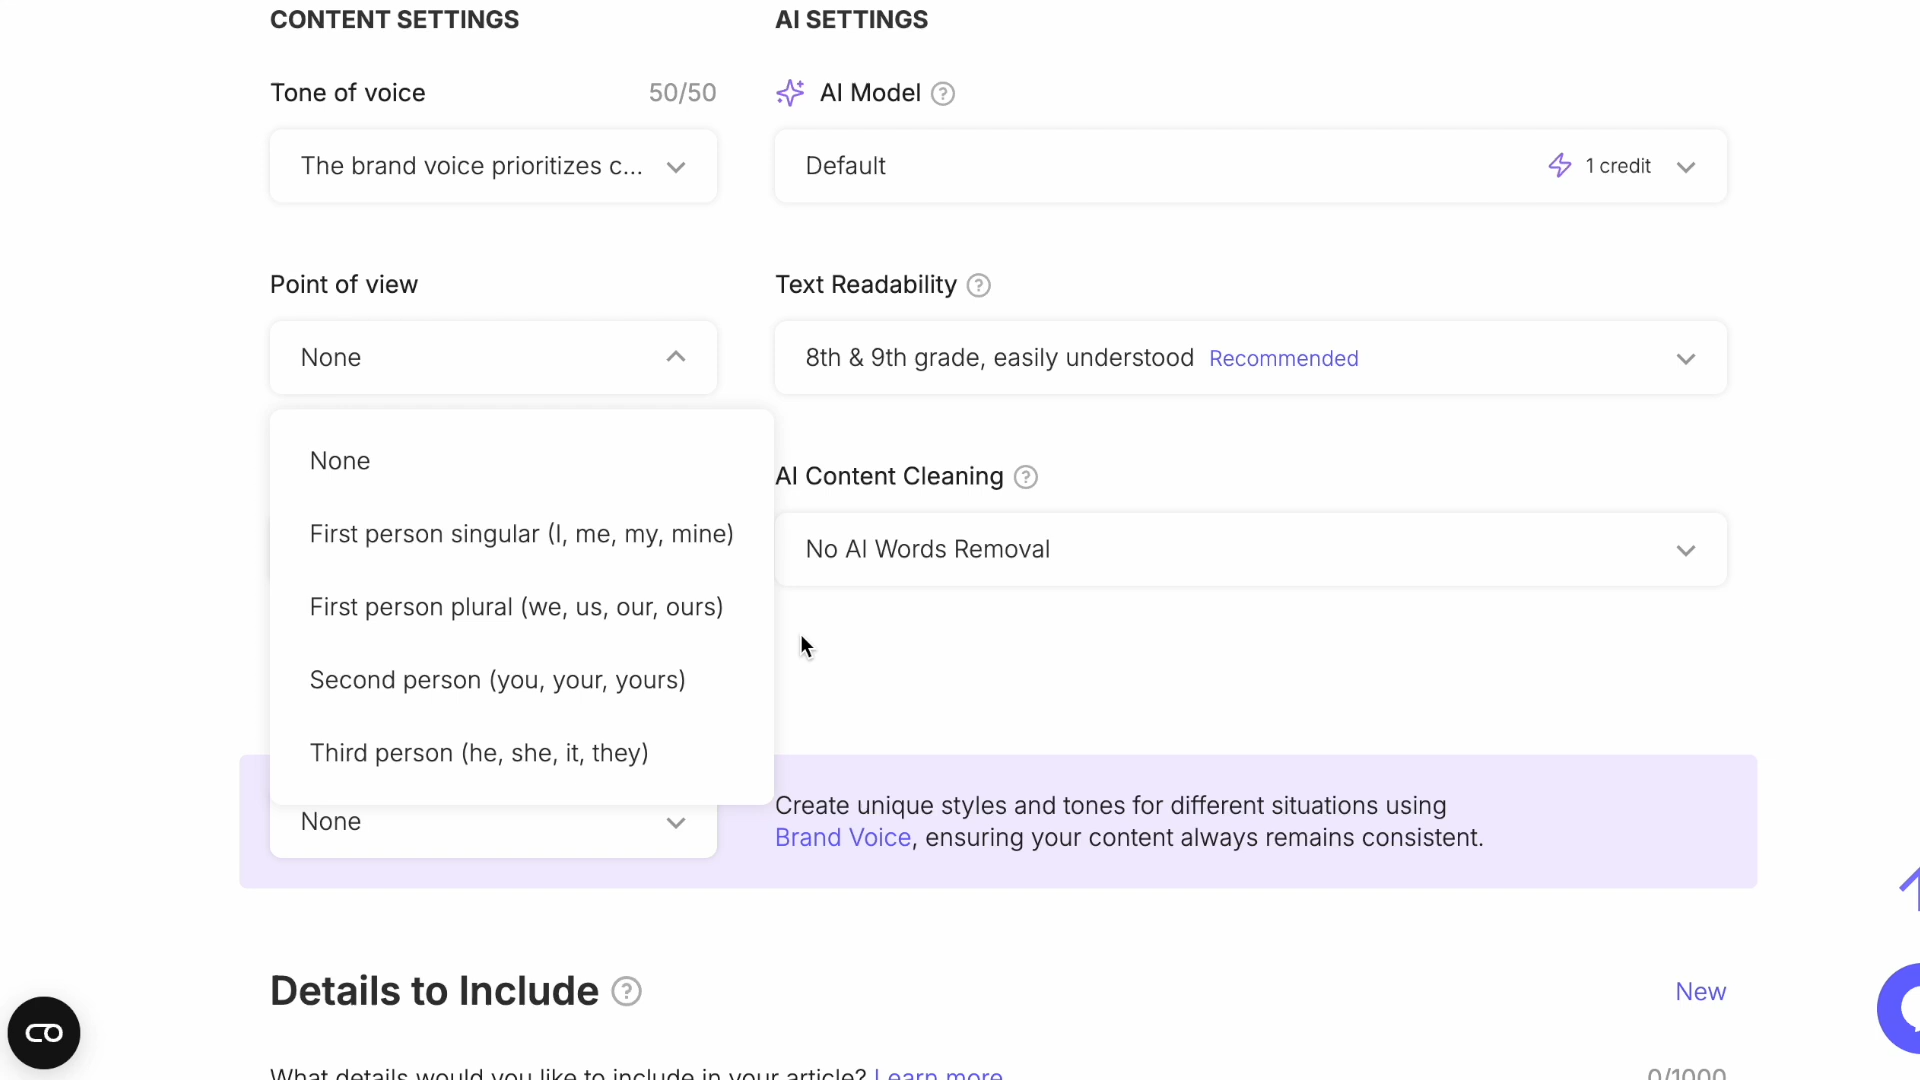 CONTENT SETTINGS
AI SETTINGS
Tone of voice
50/50
AI Model
The brand voice prioritizes c...
Default
1 credit
Point of view
Text Readability
None
8th & 9th grade, easily understood Recommended
None
First person singular (I, me, my, mine)
First person plural (we, us, our, ours)
Second person (you, your, yours)
Third person (he, she, it, they)
AI Content Cleaning
No AI Words Removal
None
Create unique styles and tones for different situations using
Brand Voice, ensuring your content always remains consistent.
Details to Include
New
What details would you like to include in your article? Learn more
0/1000